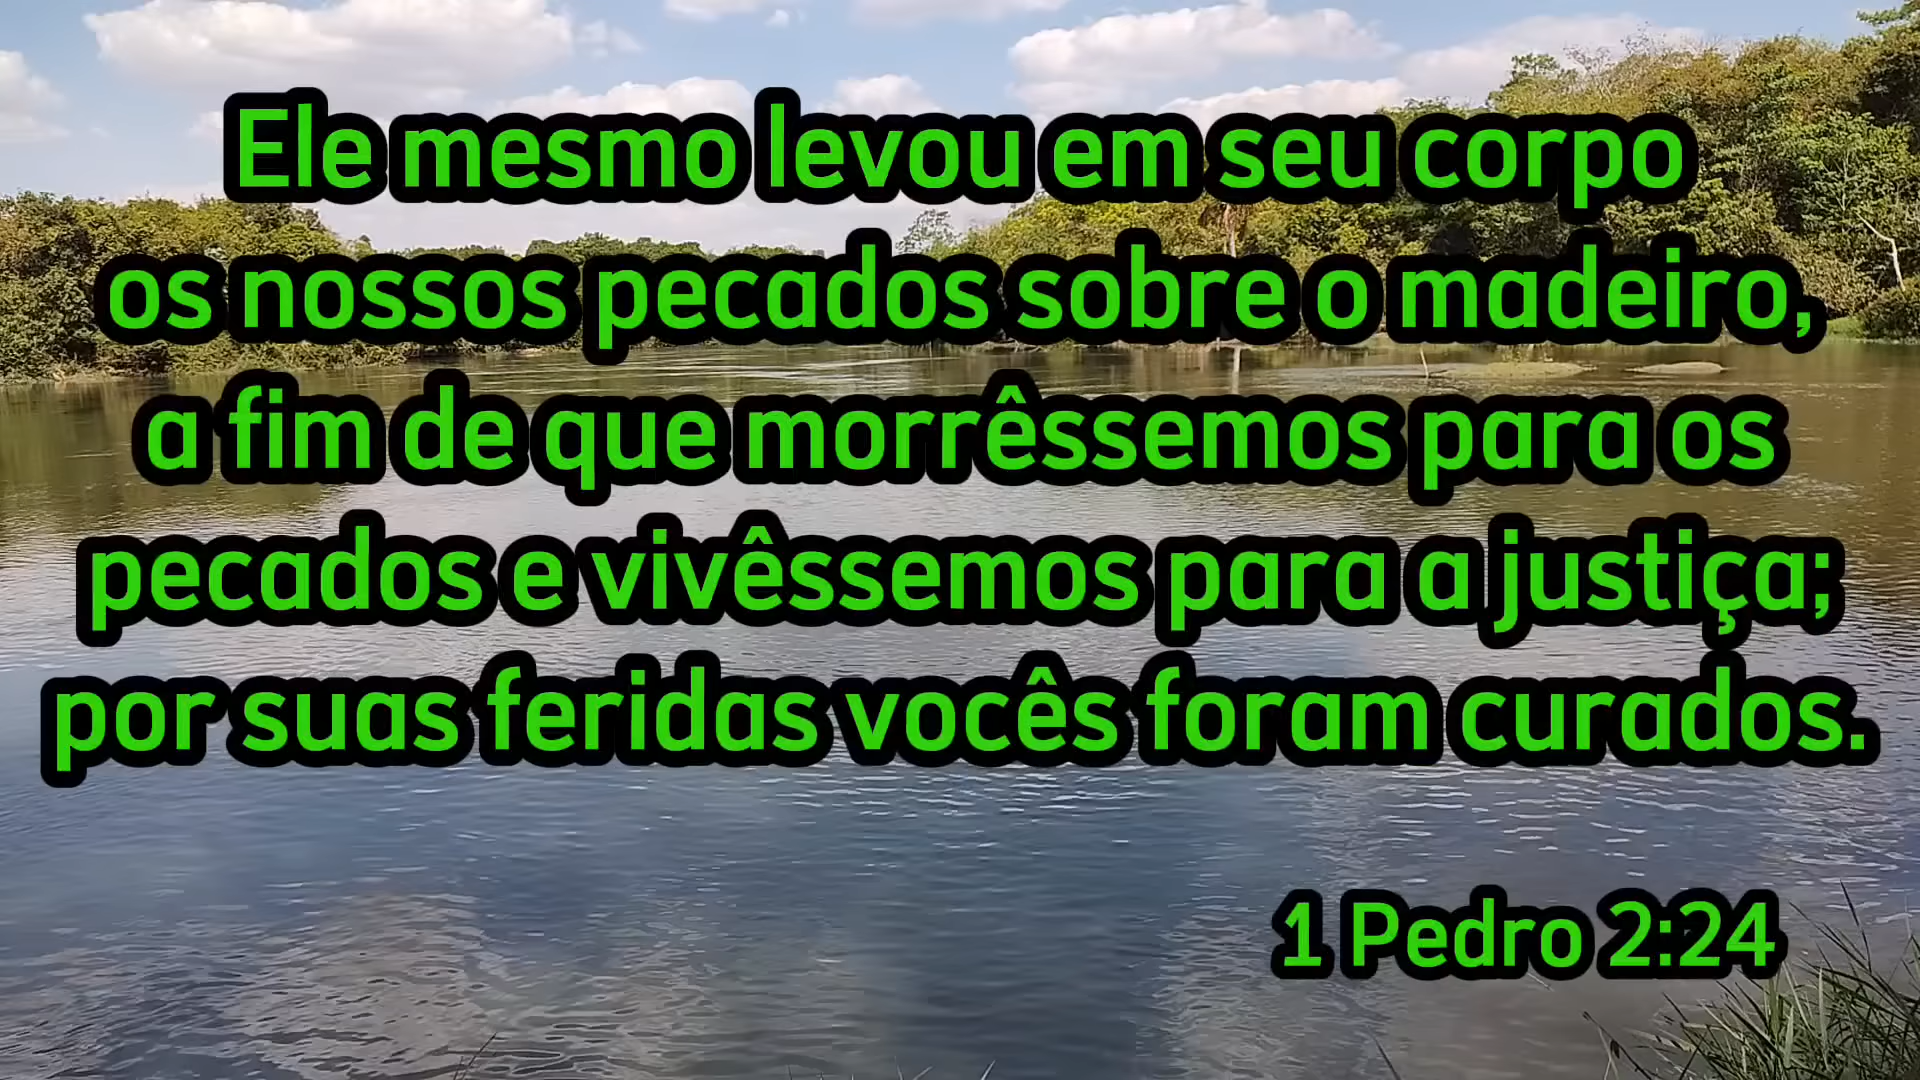 Ele mesmo levou em seu corpo
os nossos pecados sobre o madeiro,
a fim de que morrêssemos para os
pecados e vivêssemos para a justiça;
por suas feridas vocês foram curados.
1 Pedro 2:24